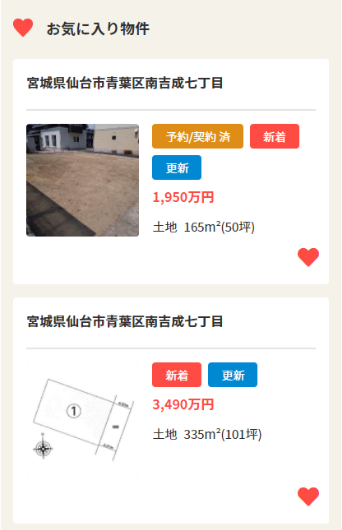 お気に入り物件
宮城県仙台市青葉区南吉成七丁目
予約/契約 済
新着
更新
1,950万円
土地 165m²(50坪)
宮城県仙台市青葉区南吉成七丁目
①
新着
更新
3,490万円
土地 335m²(101坪)